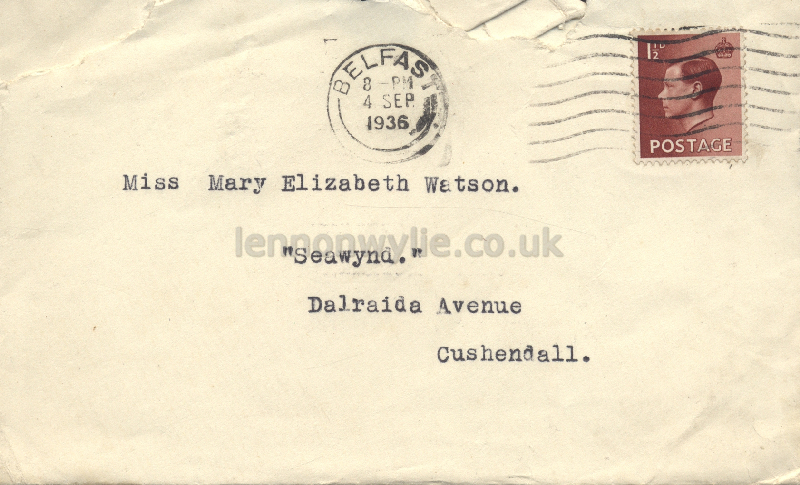 BELFAST
8-PM
4 SEP
1936
1½D
POSTAGE
Miss Mary Elizabeth Watson.
lennonwylie.co.uk
"Seawynd."
Dalraida Avenue
Cushendall.